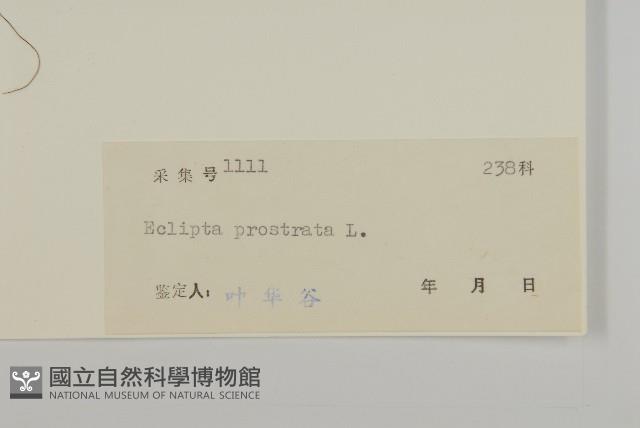 采集号 1111 238科
Eclipta prostrata L.
鉴定人: 叶华谷 年 月 日
國立自然科學博物館
NATIONAL MUSEUM OF NATURAL SCIENCE